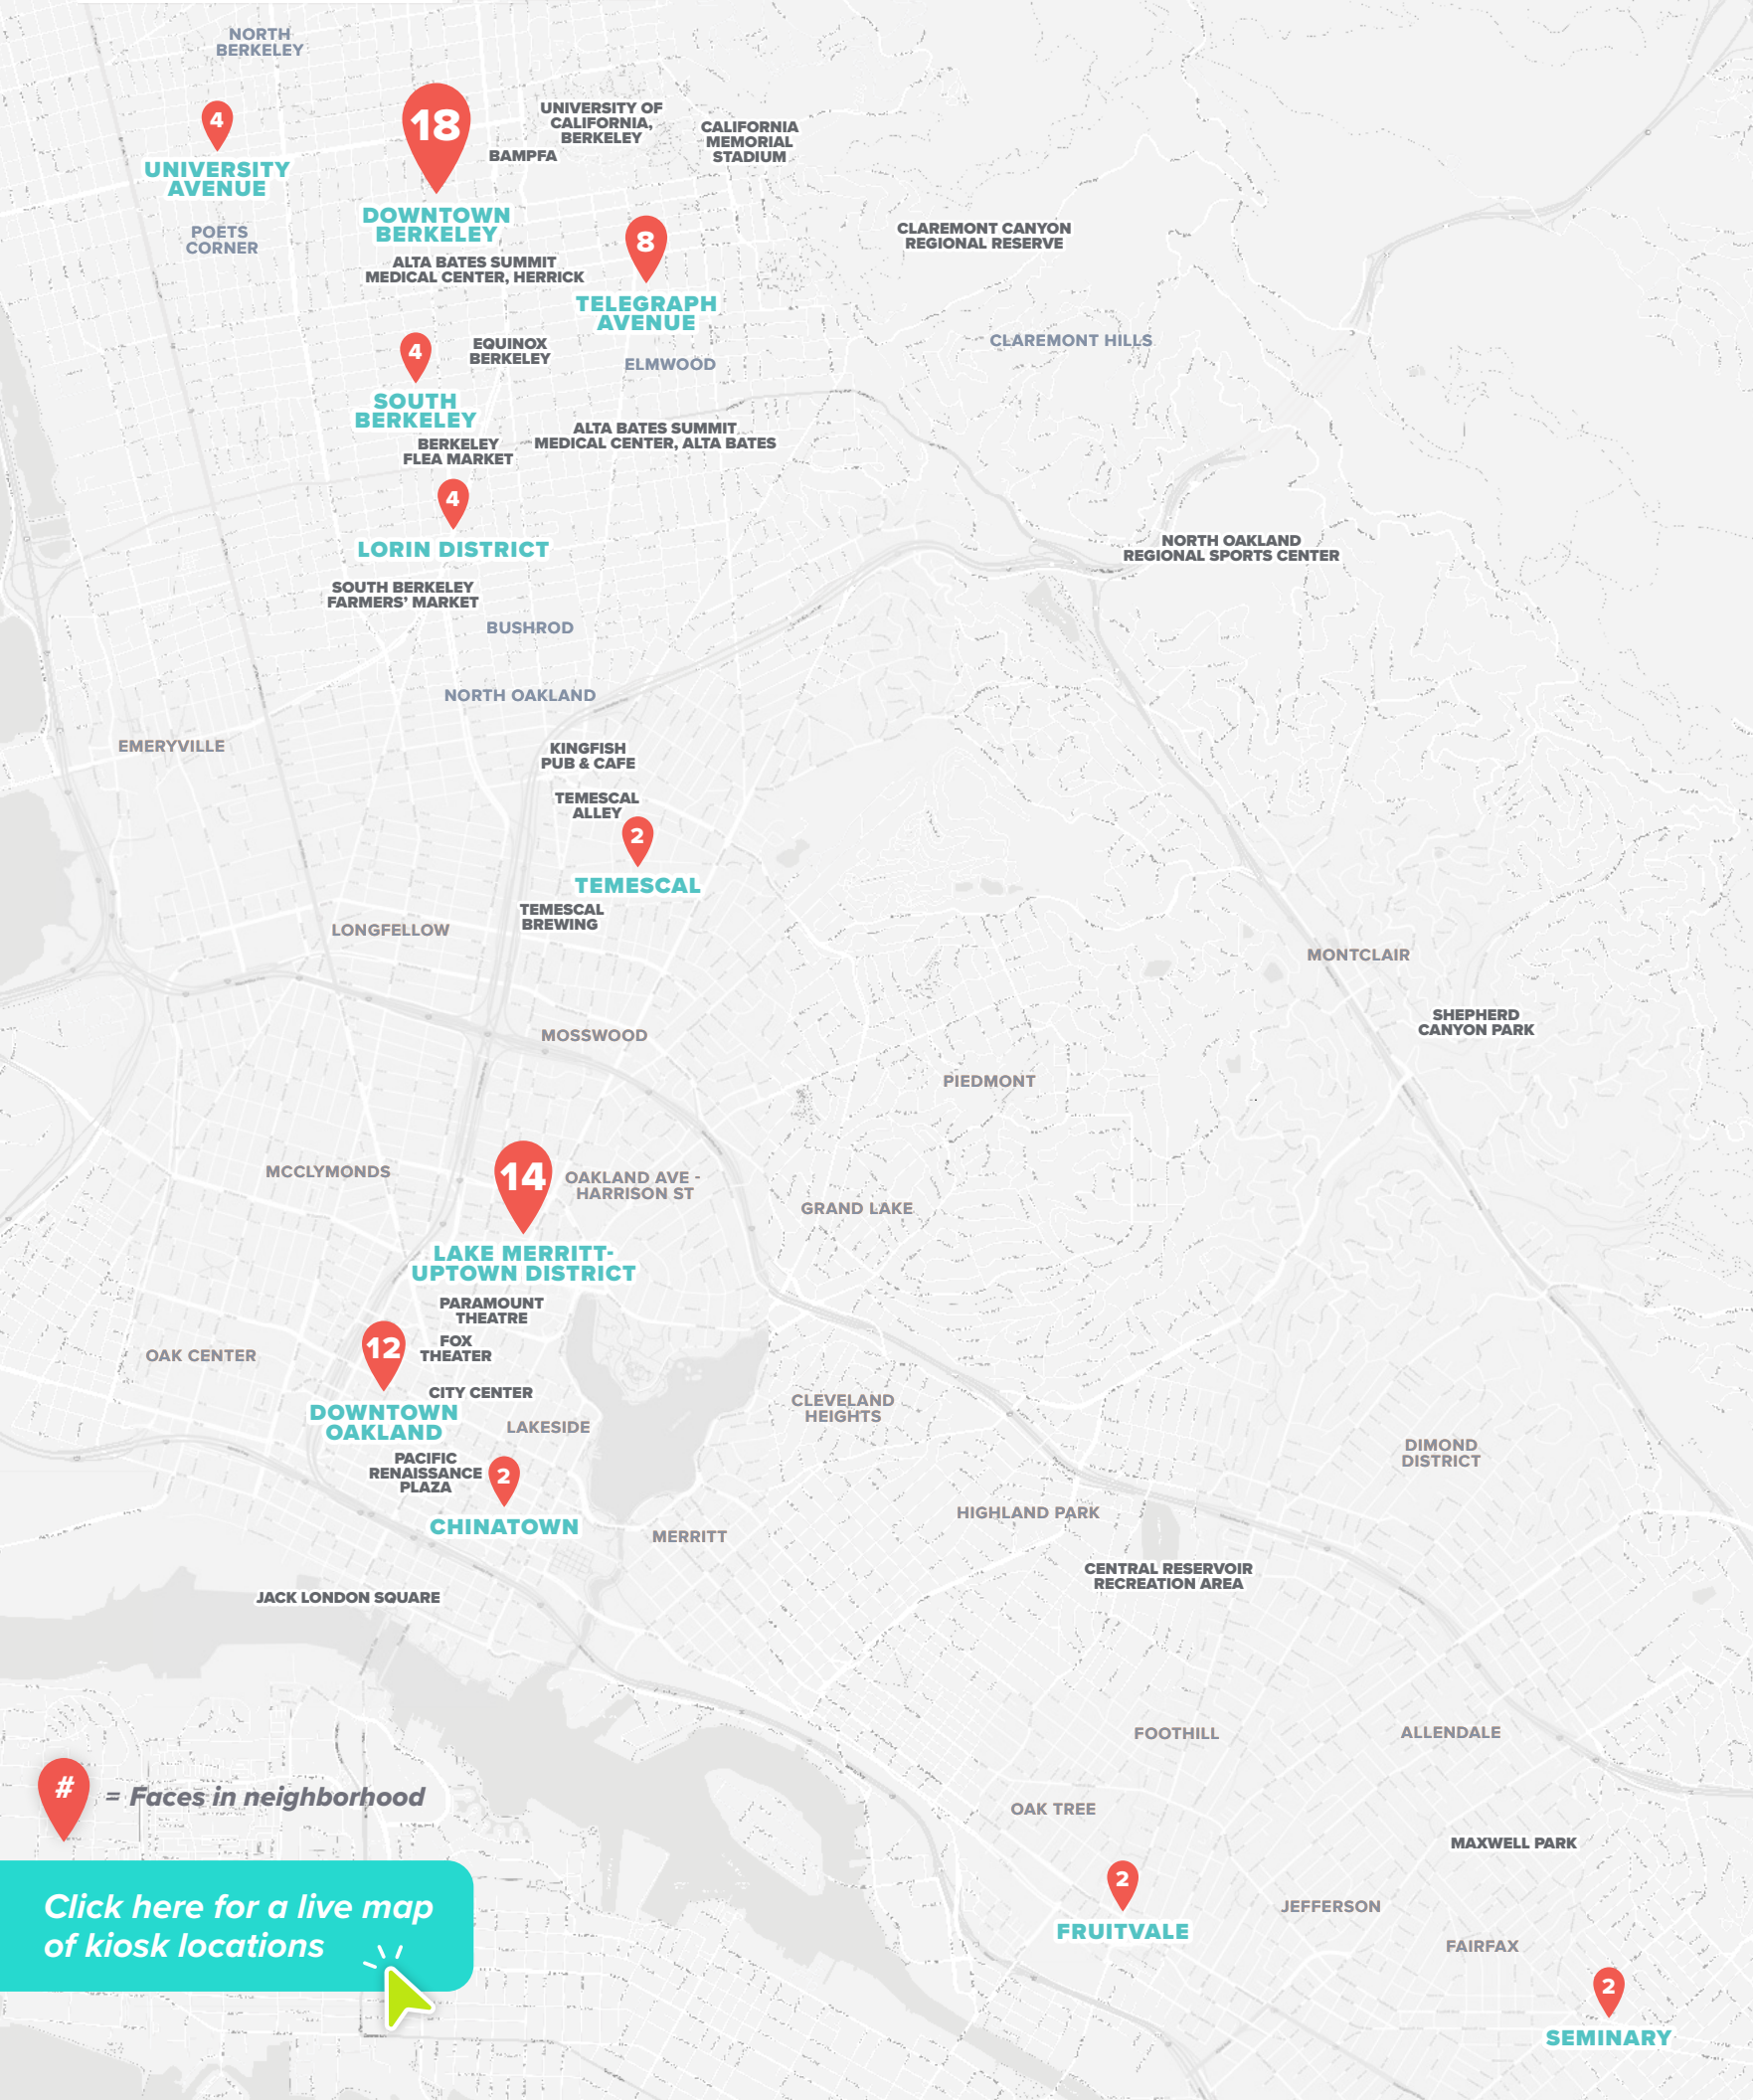 NORTH
BERKELEY
4
UNIVERSITY
AVENUE
18
DOWNTOWN
BERKELEY
UNIVERSITY OF
CALIFORNIA,
BERKELEY
BAMPFA
CALIFORNIA
MEMORIAL
STADIUM
POETS
CORNER
ALTA BATES SUMMIT
MEDICAL CENTER, HERRICK
8
TELEGRAPH
AVENUE
CLAREMONT CANYON
REGIONAL RESERVE
CLAREMONT HILLS
4
SOUTH
BERKELEY
EQUINOX
BERKELEY
ELMWOOD
BERKELEY
FLEA MARKET
ALTA BATES SUMMIT
MEDICAL CENTER, ALTA BATES
4
LORIN DISTRICT
NORTH OAKLAND
REGIONAL SPORTS CENTER
SOUTH BERKELEY
FARMERS' MARKET
BUSHROD
NORTH OAKLAND
EMERYVILLE
KINGFISH
PUB & CAFE
TEMESCAL
ALLEY
2
TEMESCAL
TEMESCAL
BREWING
LONGFELLOW
MONTCLAIR
SHEPHERD
CANYON PARK
MOSSWOOD
PIEDMONT
MCCLYMONDS
14
LAKE MERRITT-
UPTOWN DISTRICT
OAKLAND AVE -
HARRISON ST
GRAND LAKE
PARAMOUNT
THEATRE
12
FOX
THEATER
OAK CENTER
CITY CENTER
DOWNTOWN
OAKLAND
LAKESIDE
CLEVELAND
HEIGHTS
DIMOND
DISTRICT
PACIFIC
RENAISSANCE
PLAZA
2
CHINATOWN
MERRITT
HIGHLAND PARK
CENTRAL RESERVOIR
RECREATION AREA
JACK LONDON SQUARE
FOOTHILL
ALLENDALE
#
= Faces in neighborhood
OAK TREE
MAXWELL PARK
2
FRUITVALE
JEFFERSON
FAIRFAX
2
SEMINARY
Click here for a live map
of kiosk locations